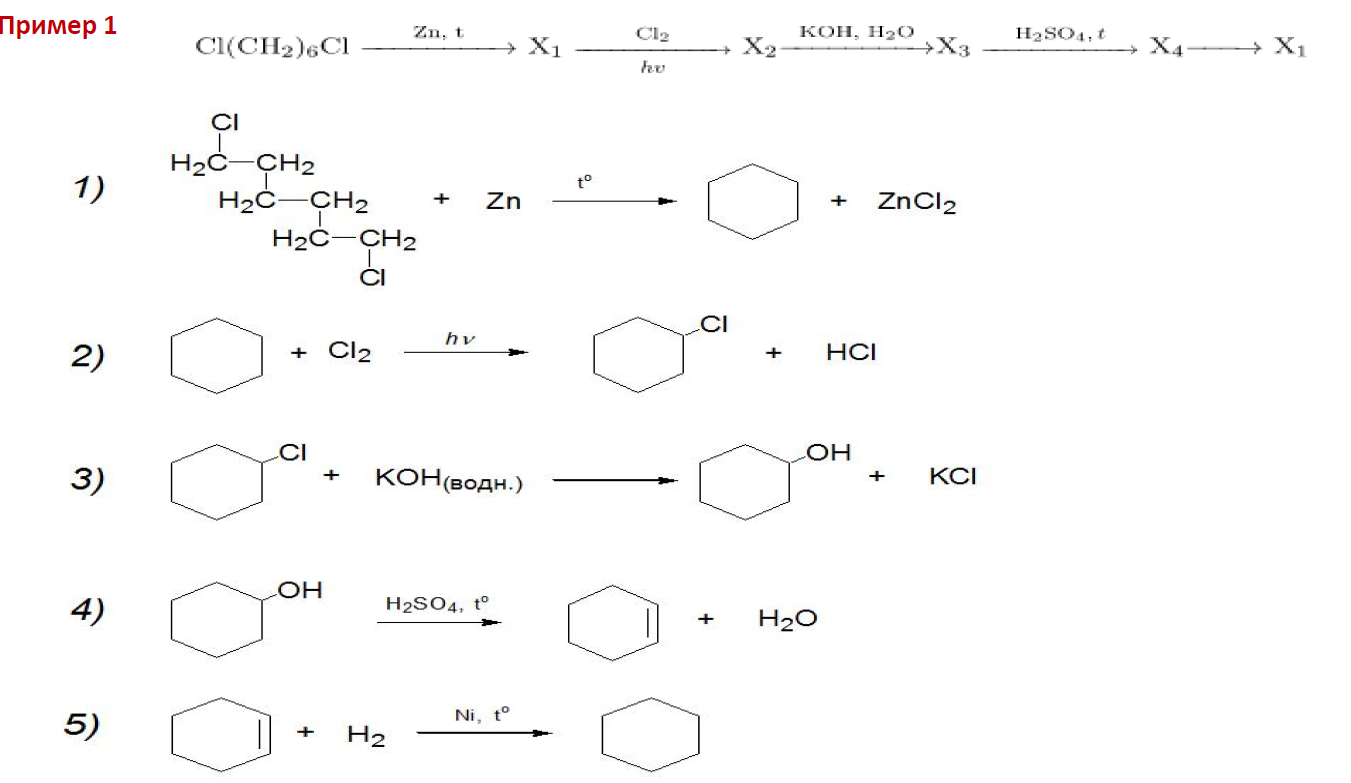 Пример 1
Cl(CH₂)₆Cl —Zn, t→ X₁ —Cl₂, hν→ X₂ —KOH, H₂O→ X₃ —H₂SO₄, t→ X₄ → X₁
Cl
H₂C—CH₂
1) H₂C—CH₂ + Zn —t°→ + ZnCl₂
H₂C—CH₂
Cl
2) + Cl₂ —hν→ Cl + HCl
3) Cl + KOH(водн.) → OH + KCl
4) OH —H₂SO₄, t°→ + H₂O
5) + H₂ —Ni, t°→